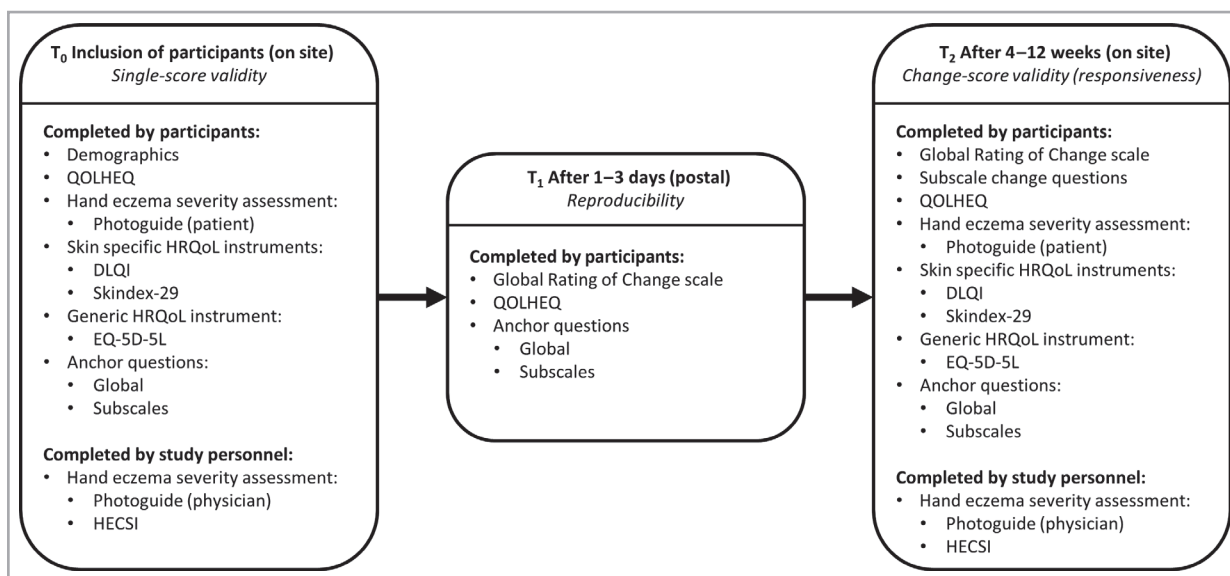 T0 Inclusion of participants (on site)
Single-score validity
Completed by participants:
• Demographics
• QOLHEQ
• Hand eczema severity assessment:
• Photoguide (patient)
• Skin specific HRQoL instruments:
• DLQI
• Skindex-29
• Generic HRQoL instrument:
• EQ-5D-5L
• Anchor questions:
• Global
• Subscales
Completed by study personnel:
• Hand eczema severity assessment:
• Photoguide (physician)
• HECSI
T1 After 1–3 days (postal)
Reproducibility
Completed by participants:
• Global Rating of Change scale
• QOLHEQ
• Anchor questions
• Global
• Subscales
T2 After 4–12 weeks (on site)
Change-score validity (responsiveness)
Completed by participants:
• Global Rating of Change scale
• Subscale change questions
• QOLHEQ
• Hand eczema severity assessment:
• Photoguide (patient)
• Skin specific HRQoL instruments:
• DLQI
• Skindex-29
• Generic HRQoL instrument:
• EQ-5D-5L
• Anchor questions:
• Global
• Subscales
Completed by study personnel:
• Hand eczema severity assessment:
• Photoguide (physician)
• HECSI